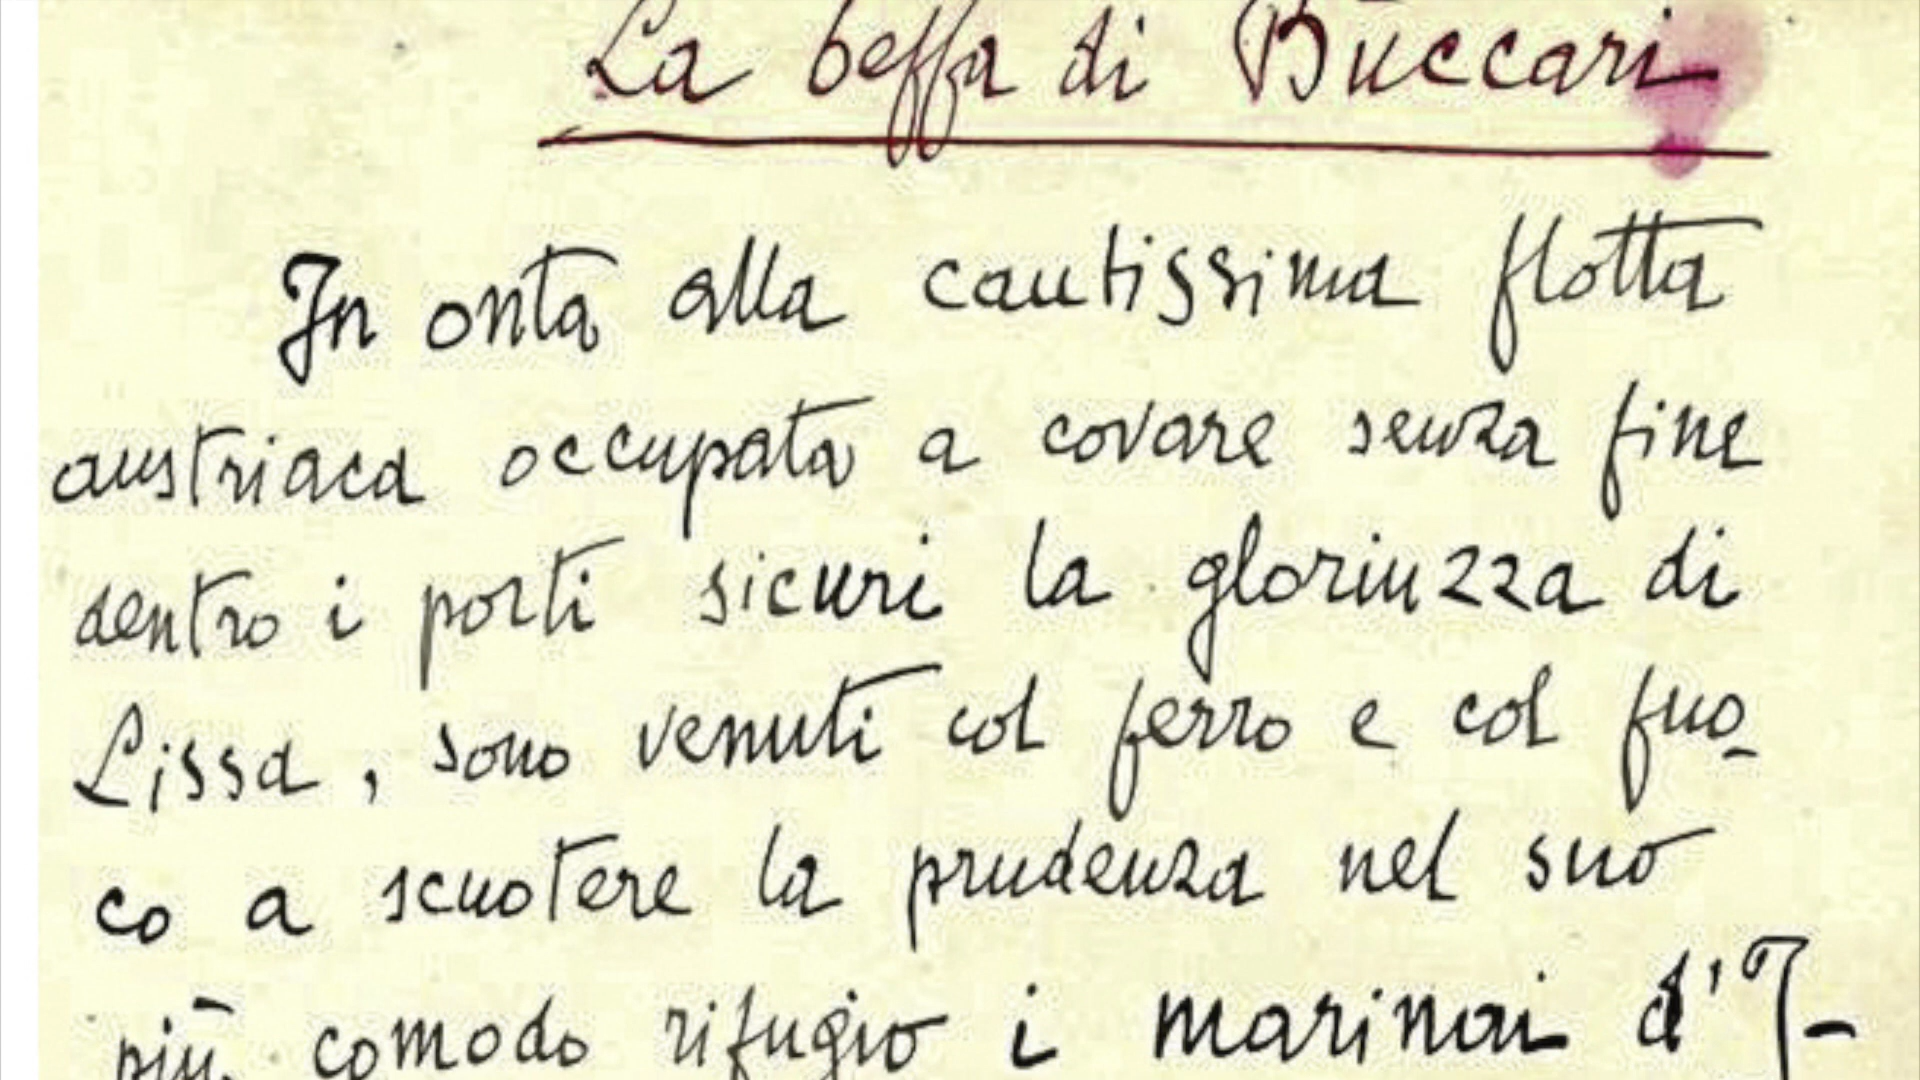 La beffa di Buccari
In onta alla cautissima flotta
austriaca occupata a covare senza fine
dentro i porti sicuri la gloriuzza di
Lissa, sono venuti col ferro e col fuo-
co a scuotere la prudenza nel suo
più comodo rifugio i marinai d'I-